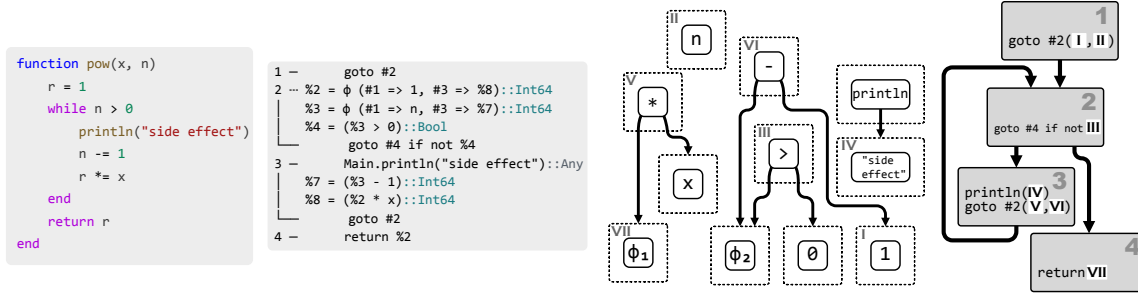 function pow(x, n)
r = 1
while n > 0
println("side effect")
n -= 1
r *= x
end
return r
end
1 — goto #2
2 ┄ %2 = ϕ (#1 => 1, #3 => %8)::Int64
│ %3 = ϕ (#1 => n, #3 => %7)::Int64
│ %4 = (%3 > 0)::Bool
└── goto #4 if not %4
3 — Main.println("side effect")::Any
│ %7 = (%3 - 1)::Int64
│ %8 = (%2 * x)::Int64
└── goto #2
4 — return %2
II
n
V
*
x
VII
ϕ₁
VI
-
III
>
ϕ₂
0
I
1
println
IV
"side
effect"
1
goto #2(I,II)
2
goto #4 if not III
3
println(IV)
goto #2(V,VI)
4
return VII